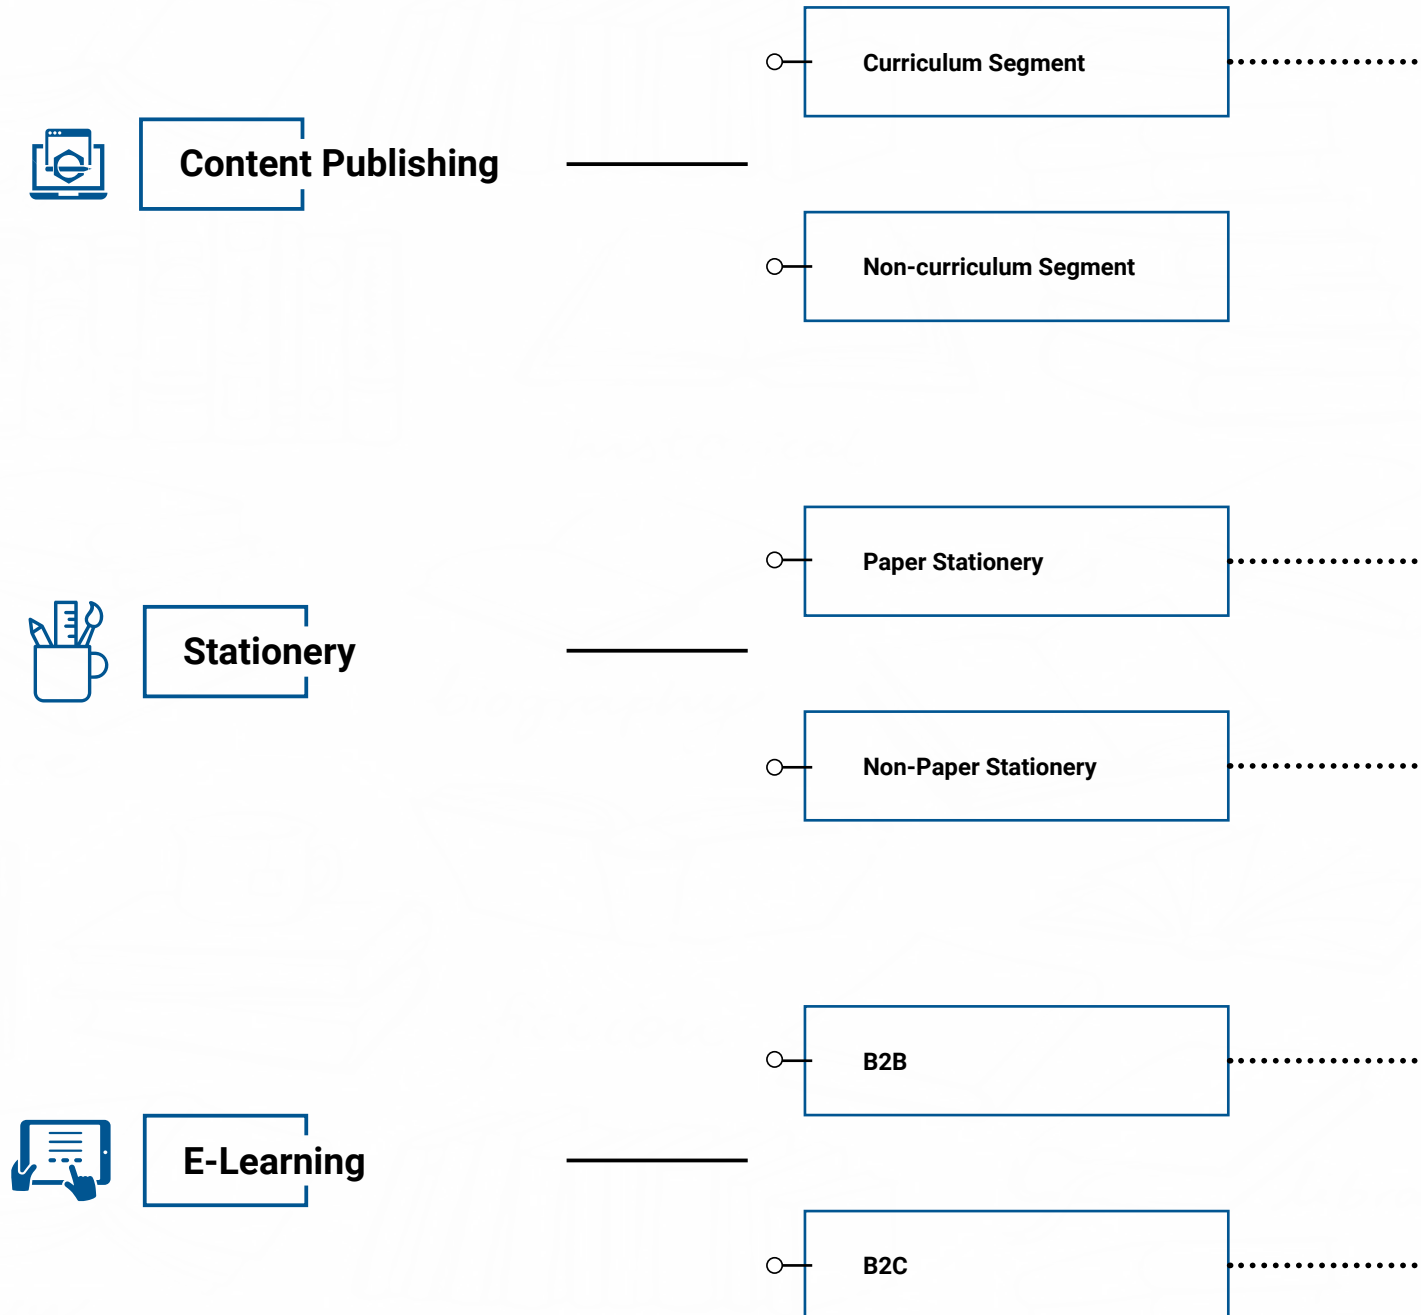 Content Publishing
Curriculum Segment
Non-curriculum Segment
Stationery
Paper Stationery
Non-Paper Stationery
E-Learning
B2B
B2C